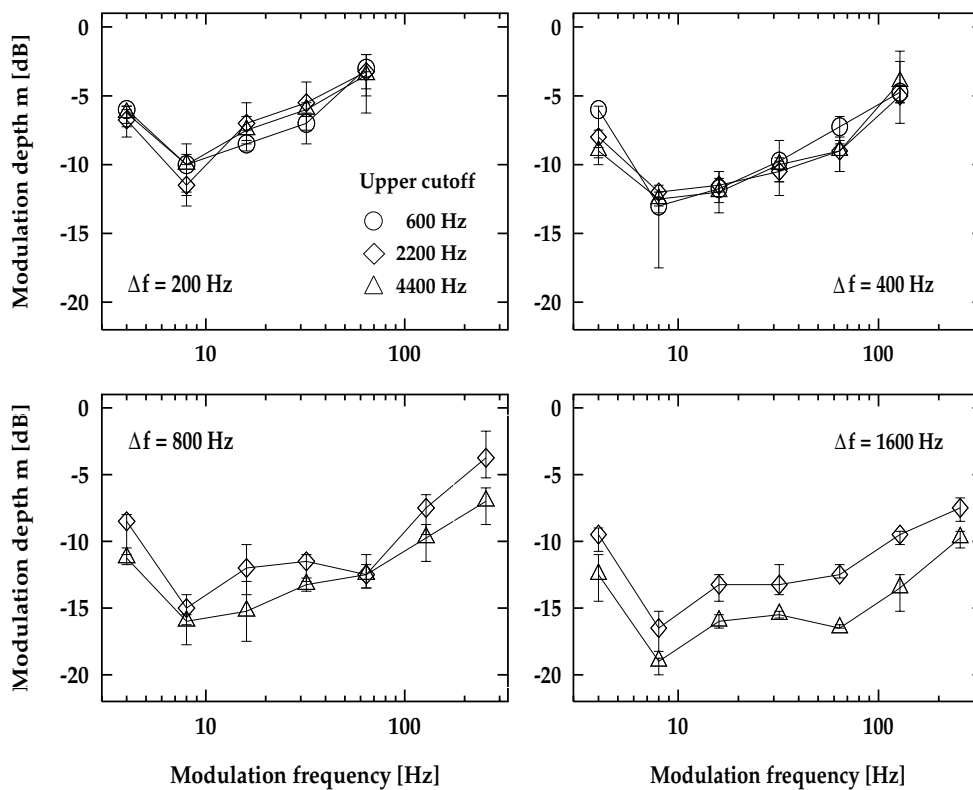 Modulation depth m [dB]
0
-5
-10
-15
-20
Upper cutoff
600 Hz
2200 Hz
4400 Hz
Δf = 200 Hz
10
100
0
-5
-10
-15
-20
Δf = 400 Hz
10
100
Modulation depth m [dB]
0
-5
-10
-15
-20
Δf = 800 Hz
10
100
Modulation frequency [Hz]
0
-5
-10
-15
-20
Δf = 1600 Hz
10
100
Modulation frequency [Hz]